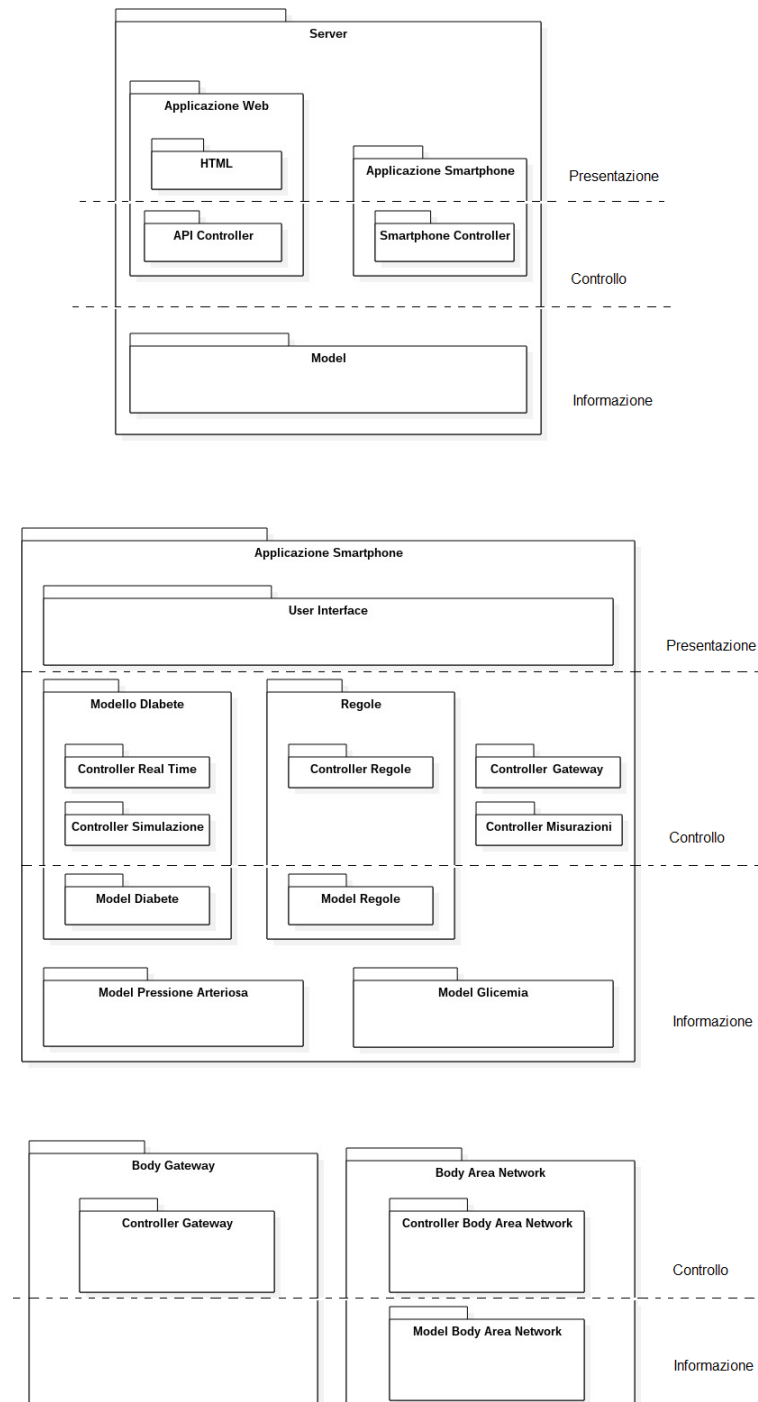 Server
Applicazione Web
HTML
Applicazione Smartphone
Presentazione
API Controller
Smartphone Controller
Controllo
Model
Informazione
Applicazione Smartphone
User Interface
Presentazione
Modello DIabete
Regole
Controller Real Time
Controller Regole
Controller Gateway
Controller Simulazione
Controller Misurazioni
Controllo
Model Diabete
Model Regole
Model Pressione Arteriosa
Model Glicemia
Informazione
Body Gateway
Body Area Network
Controller Gateway
Controller Body Area Network
Controllo
Model Body Area Network
Informazione